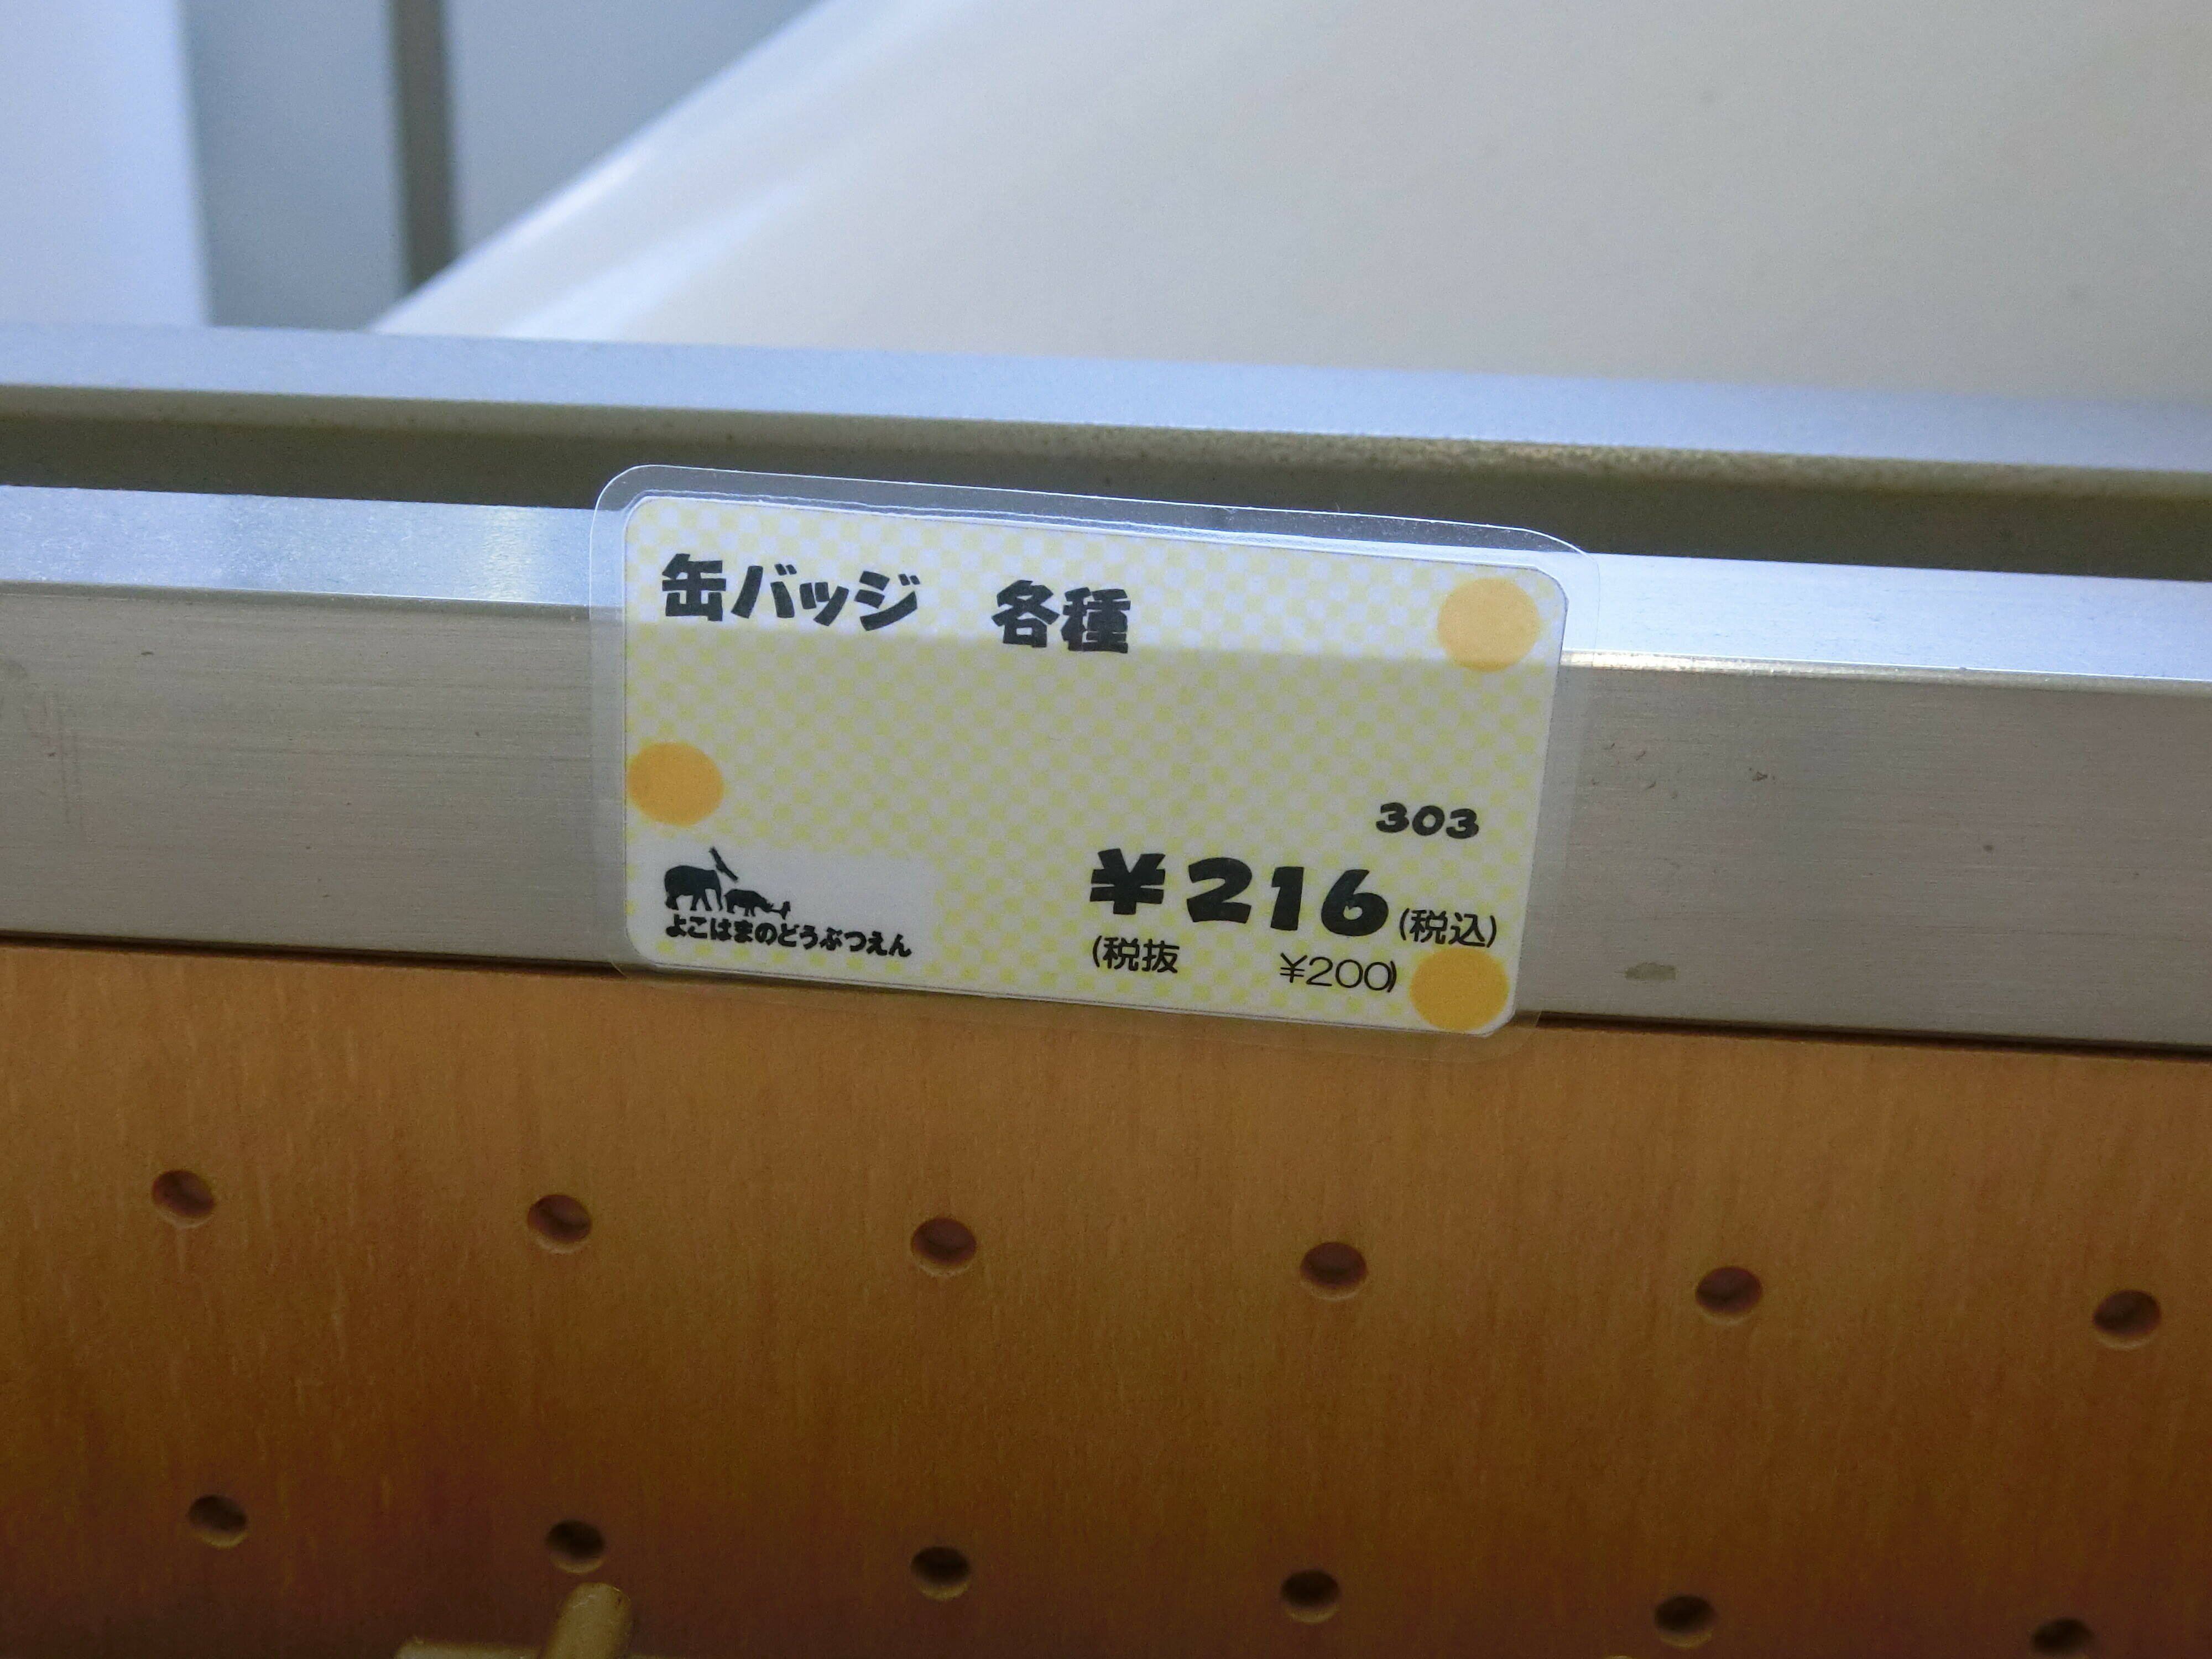 缶バッジ　各種
303
¥216(税込)
(税抜　¥200)
よこはまのどうぶつえん